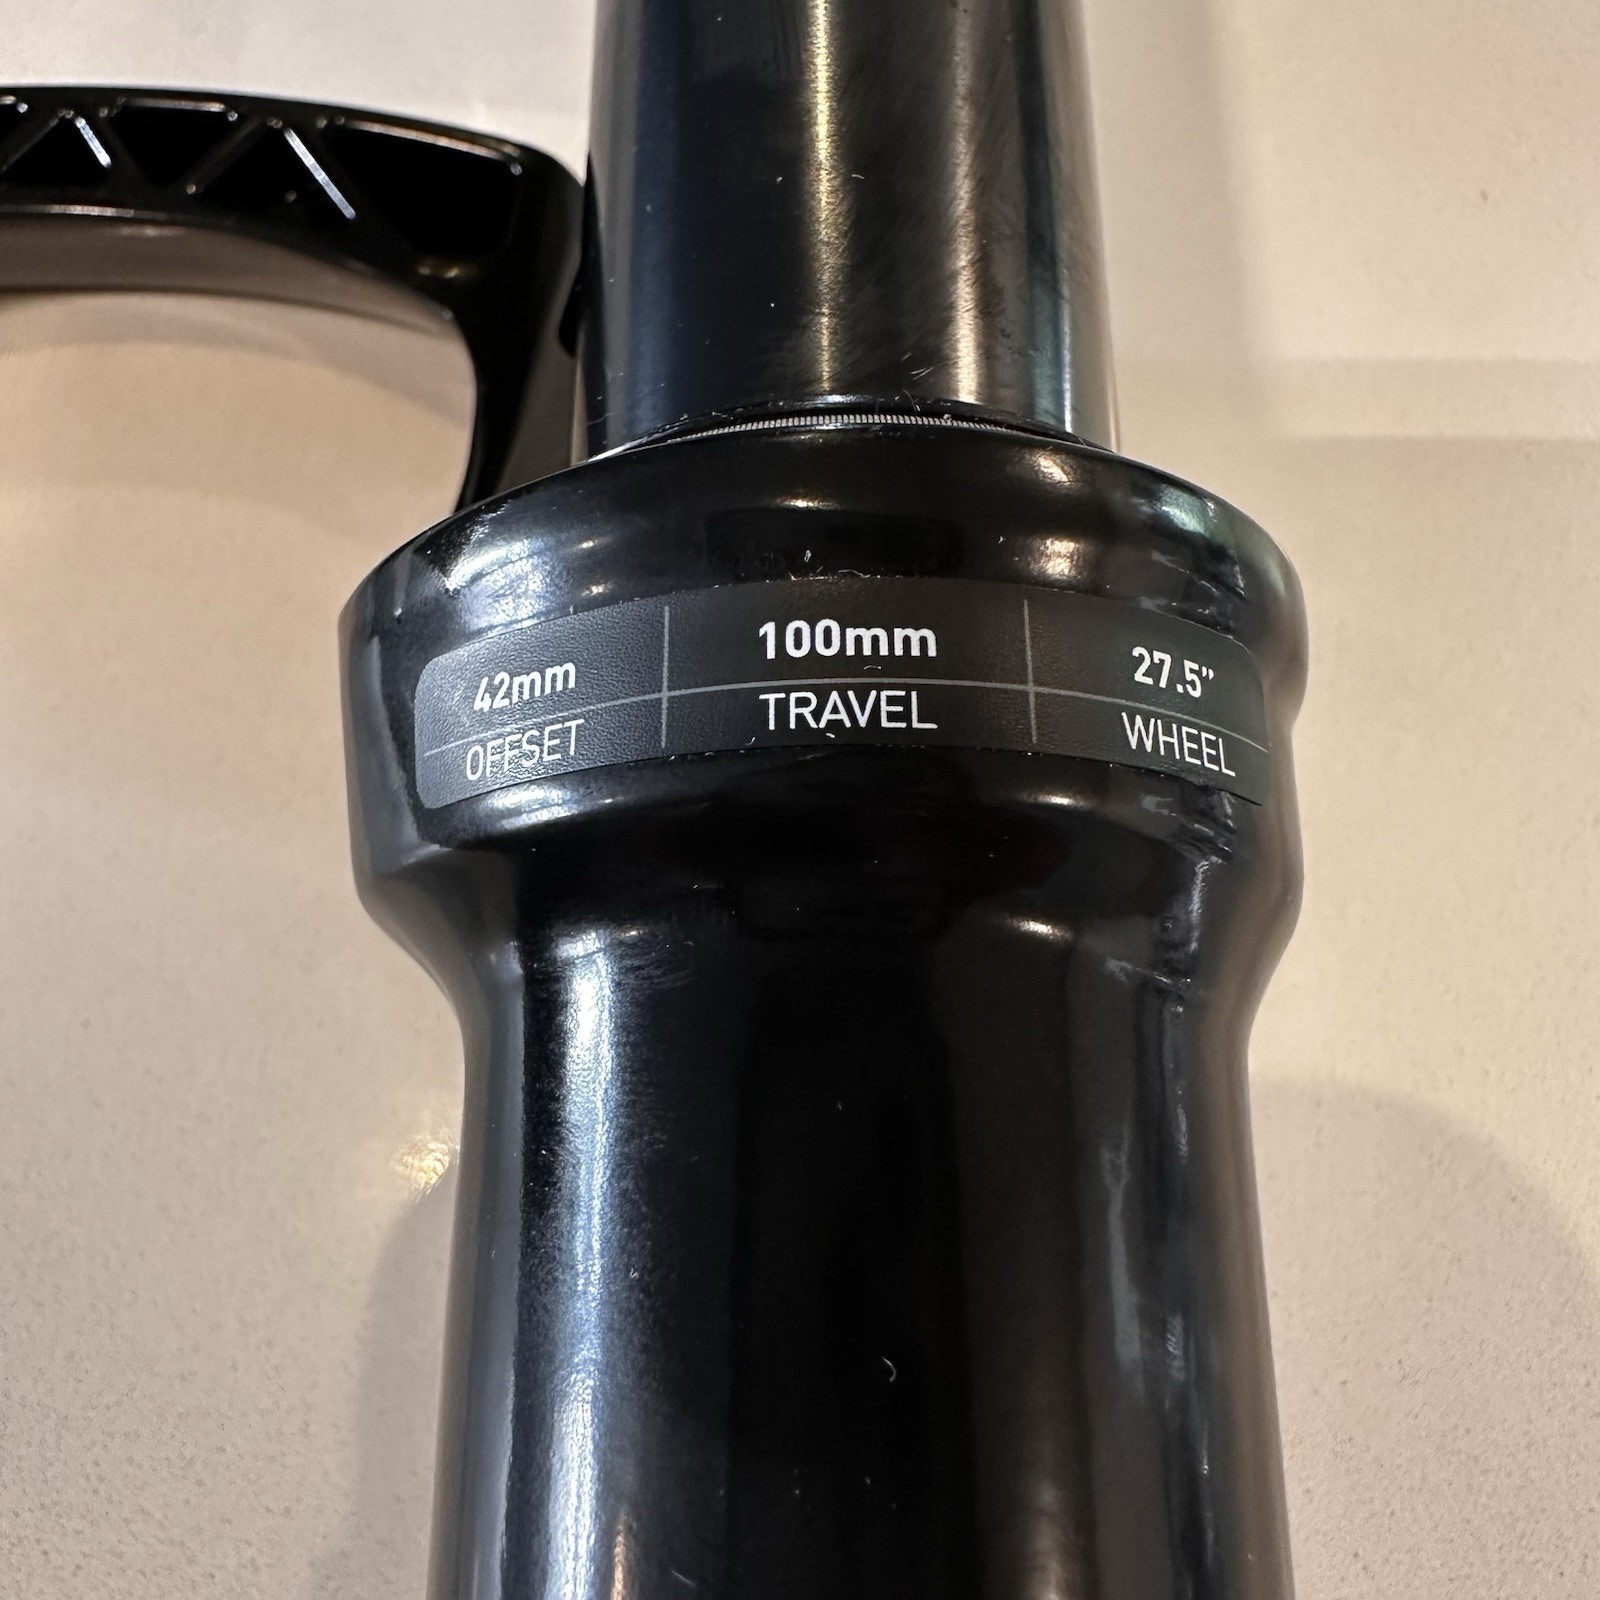 42mm 100mm 27.5”
OFFSET TRAVEL WHEEL